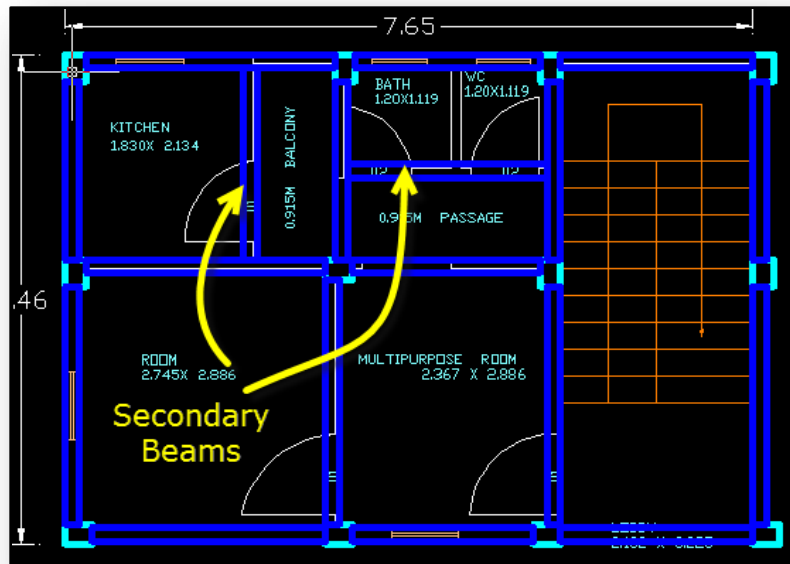 7.65
BATH
1.20X1.119
WC
1.20X1.119
KITCHEN
1.830X 2.134
0.915M BALCONY
0.915M PASSAGE
.46
ROOM
2.745X 2.886
MULTIPURPOSE ROOM
2.367 X 2.886
Secondary
Beams